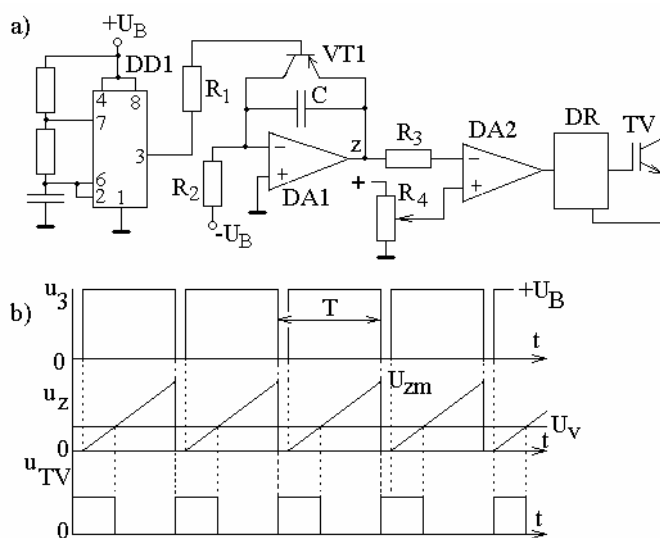 a)
+U_B
DD1
4
8
7
3
6
2
1
R_1
VT1
C
R_2
-U_B
−
+
DA1
z
R_3
+
R_4
DA2
−
+
DR
TV
b)
u_3
0
T
+U_B
t
u_z
0
U_zm
U_v
t
u_TV
0
t